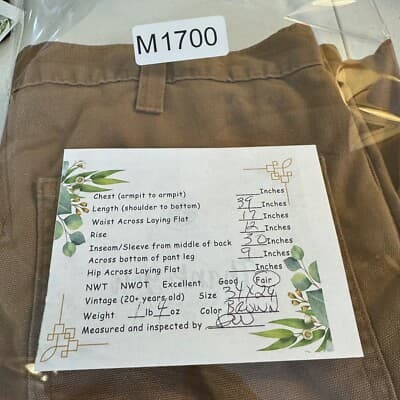 M1700
Chest (armpit to armpit) ___Inches
Length (shoulder to bottom) 39 Inches
Waist Across Laying Flat 17 Inches
Rise 12 Inches
Inseam/Sleeve from middle of back 30 Inches
Across bottom of pant leg 9 Inches
Hip Across Laying Flat ___Inches
NWT NWOT Excellent Good Fair
Vintage (20+ years old) Size 34X29
Weight 1 lb 4 oz Color BROWN
Measured and inspected by